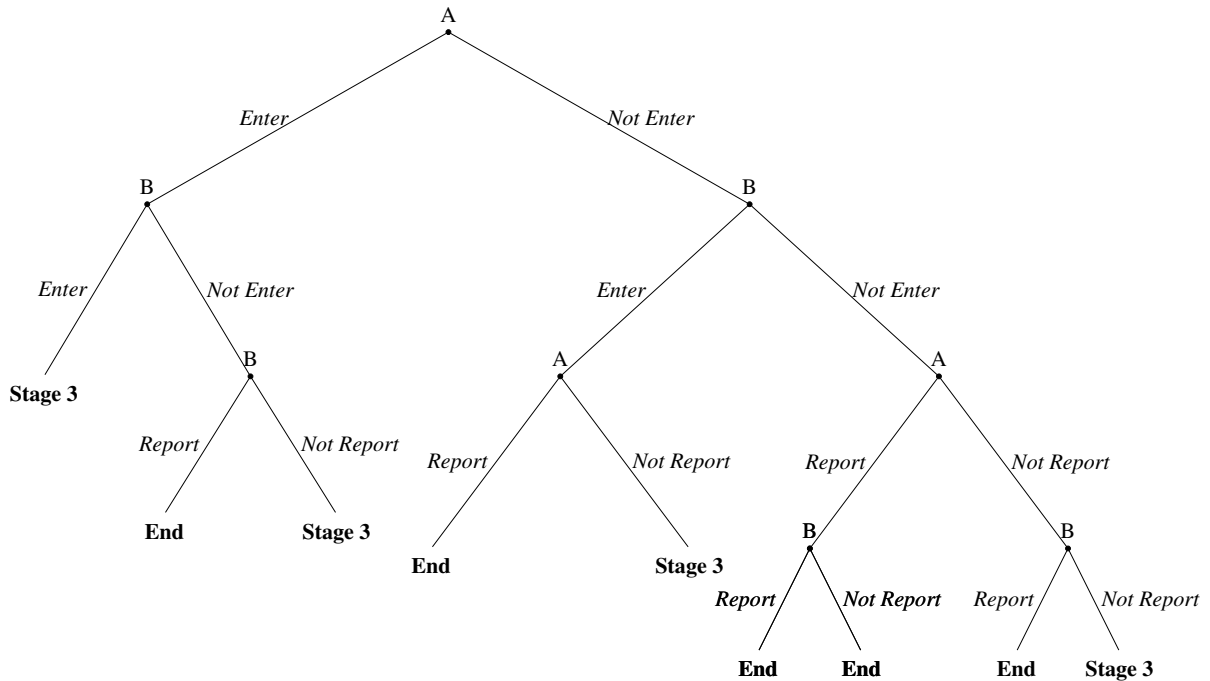 A
Enter
Not Enter
B
B
Enter
Not Enter
Enter
Not Enter
B
A
A
Stage 3
Report
Not Report
Report
Not Report
Report
Not Report
End
Stage 3
B
B
End
Stage 3
Report
Not Report
Report
Not Report
End
End
End
Stage 3